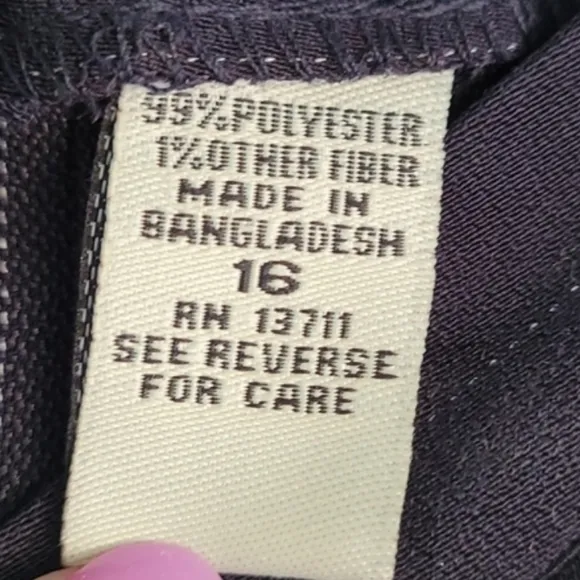 99% POLYESTER
1% OTHER FIBER
MADE IN
BANGLADESH
16
RN 13711
SEE REVERSE
FOR CARE